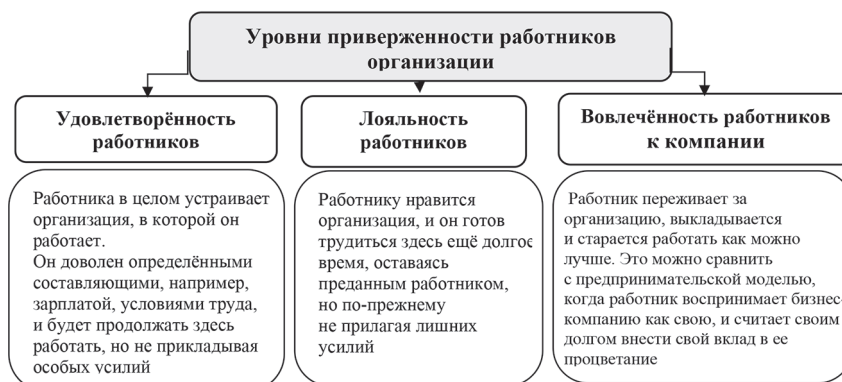 Уровни приверженности работников
организации
Удовлетворённость
работников
Лояльность
работников
Вовлечённость работников
к компании
Работника в целом устраивает
организация, в которой он
работает.
Он доволен определёнными
составляющими, например,
зарплатой, условиями труда,
и будет продолжать здесь
работать, но не прикладывая
особых усилий
Работнику нравится
организация, и он готов
трудиться здесь ещё долгое
время, оставаясь
преданным работником,
но по-прежнему
не прилагая лишних
усилий
Работник переживает за
организацию, выкладывается
и старается работать как можно
лучше. Это можно сравнить
с предпринимательской моделью,
когда работник воспринимает бизнес-
компанию как свою, и считает своим
долгом внести свой вклад в ее
процветание